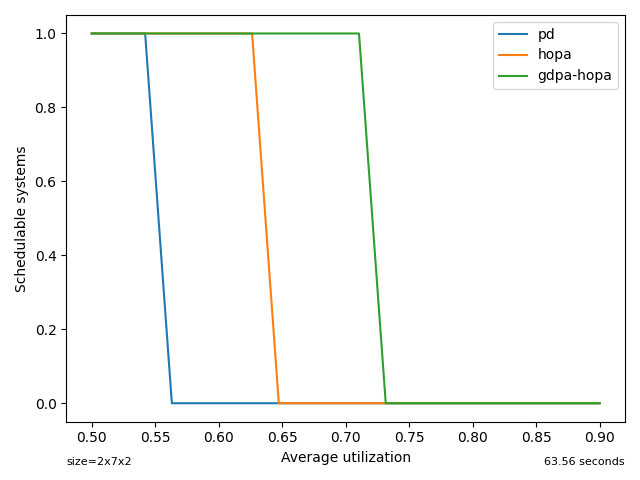 pd
hopa
gdpa-hopa
Schedulable systems
1.0
0.8
0.6
0.4
0.2
0.0
0.50 0.55 0.60 0.65 0.70 0.75 0.80 0.85 0.90
Average utilization
size=2x7x2
63.56 seconds